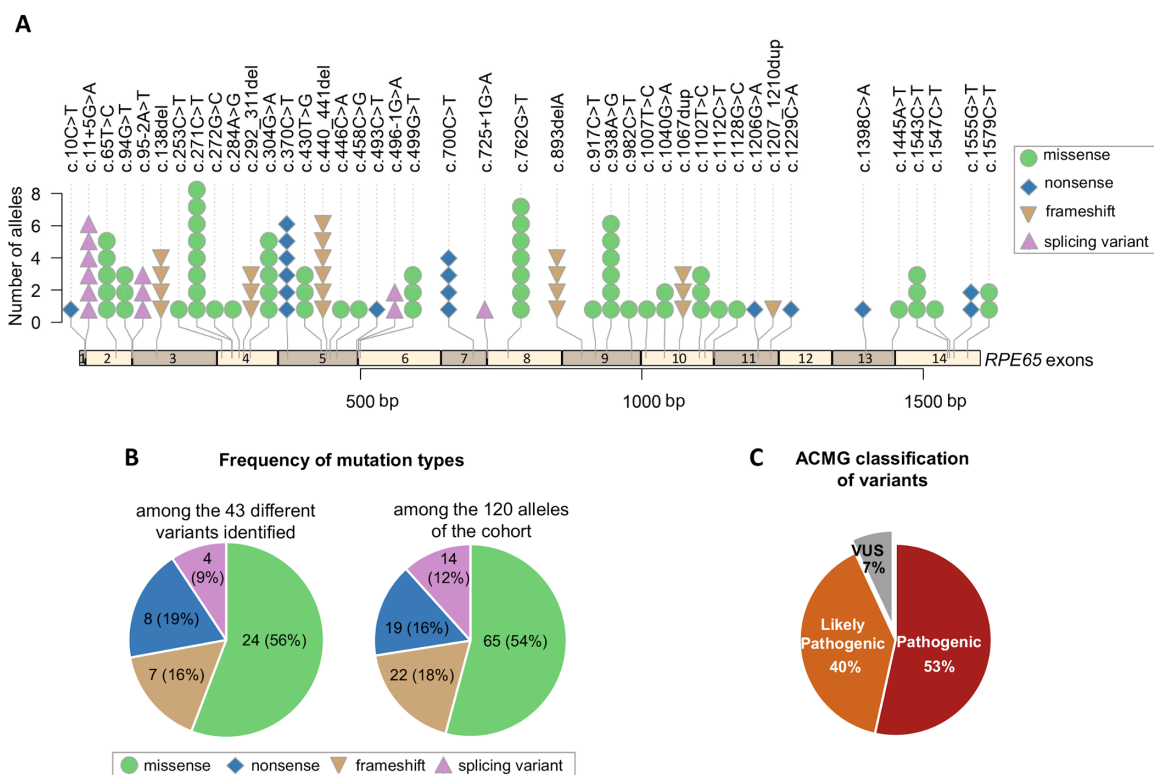 A
c.10C>T
c.11+5G>A
c.65T>C
c.94G>T
c.95-2A>T
c.138del
c.253C>T
c.271C>T
c.272G>C
c.284A>G
c.292_311del
c.304G>A
c.370C>T
c.430T>G
c.440_441del
c.446C>A
c.458C>G
c.493C>T
c.496-1G>A
c.499G>T
c.700C>T
c.725+1G>A
c.762G>T
c.893delA
c.917C>T
c.938A>G
c.982C>T
c.1007T>C
c.1040G>A
c.1067dup
c.1102T>C
c.1112C>T
c.1128G>C
c.1208G>A
c.1207_1210dup
c.1229C>A
c.1398C>A
c.1445A>T
c.1543C>T
c.1547C>T
c.1555G>T
c.1579C>T
missense
nonsense
frameshift
splicing variant
Number of alleles
8
6
4
2
0
1 2 3 4 5 6 7 8 9 10 11 12 13 14 RPE65 exons
500 bp 1000 bp 1500 bp
B
Frequency of mutation types
among the 43 different
variants identified
4
(9%)
8 (19%)
24 (56%)
7 (16%)
among the 120 alleles
of the cohort
14
(12%)
19 (16%)
65 (54%)
22 (18%)
missense nonsense frameshift splicing variant
C
ACMG classification
of variants
VUS
7%
Likely
Pathogenic
40%
Pathogenic
53%